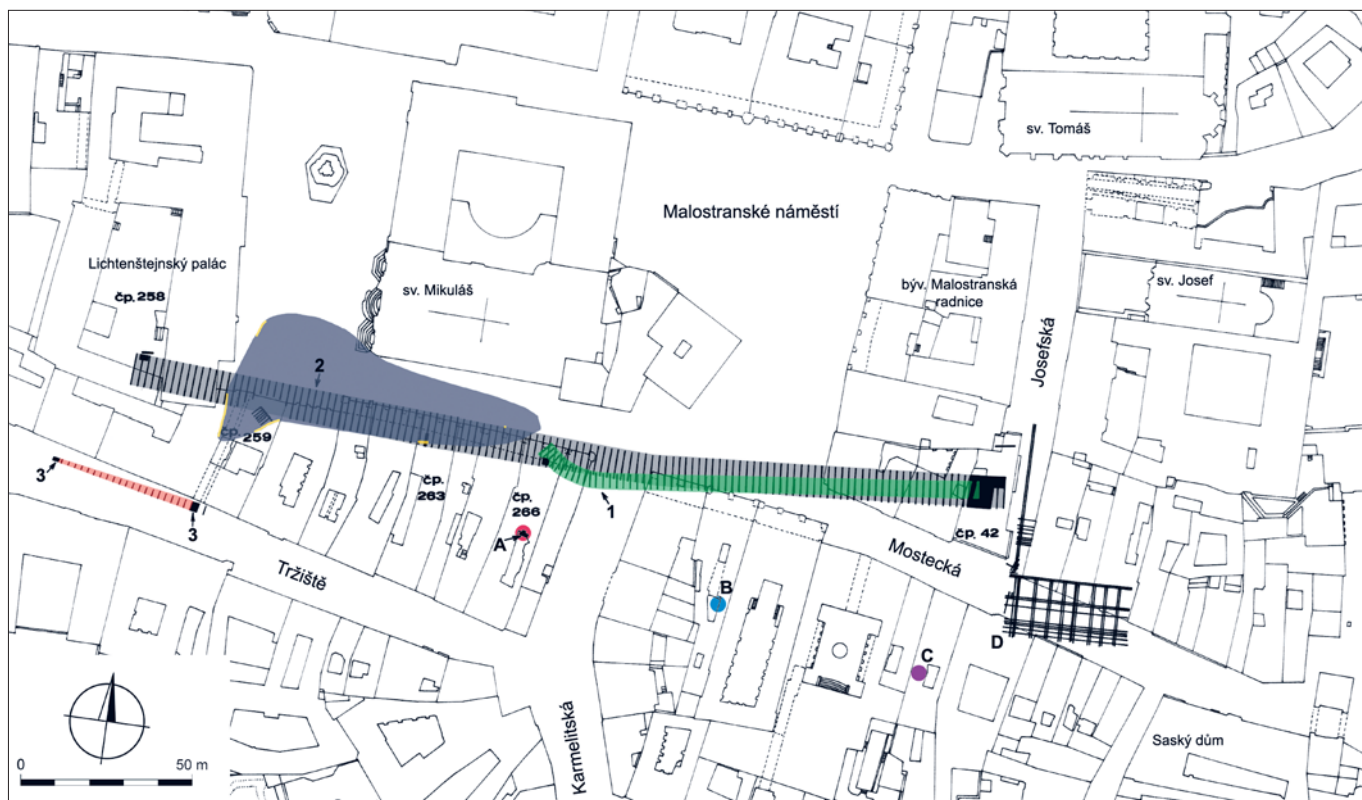 sv. Tomáš
Malostranské náměstí
Lichtenštejnský palác
čp. 258
sv. Mikuláš
býv. Malostranská
radnice
sv. Josef
Josefská
2
čp. 259
3
3
čp.
263
čp.
266
1
A
čp. 42
Mostecká
Tržiště
B
C
D
Karmelitská
Saský dům
0
50 m